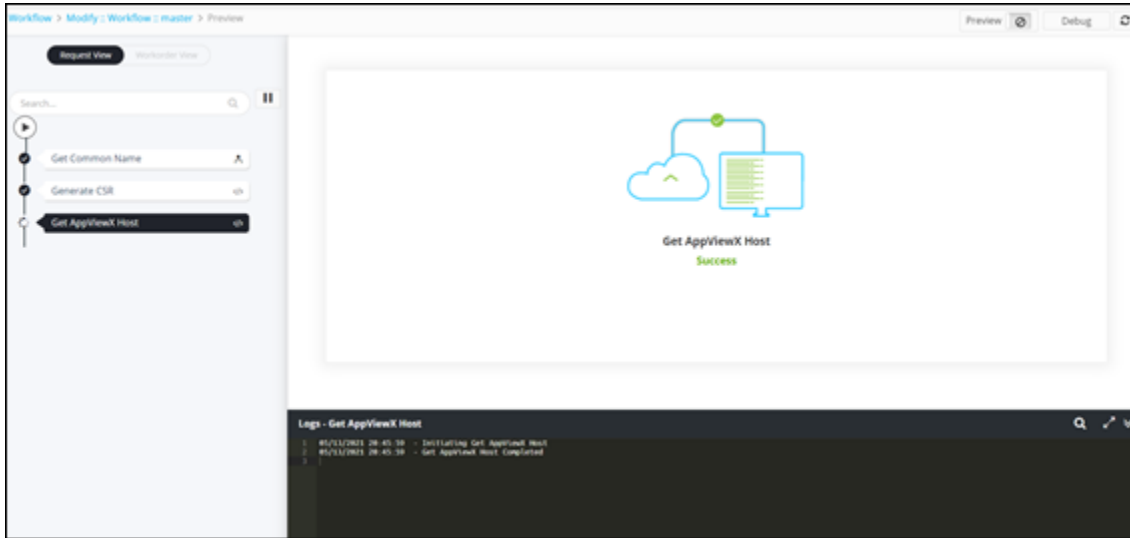 Workflow > Modify :: Workflow :: master > Preview
Preview
Debug
Request View
Workorder View
Search...
Get Common Name
Generate CSR
</>
Get AppViewX Host
</>
Get AppViewX Host
Success
Logs - Get AppViewX Host
1 05/13/2021 20:45:59 - Initiating Get AppViewX Host
2 05/13/2021 20:45:59 - Get AppViewX Host Completed
3